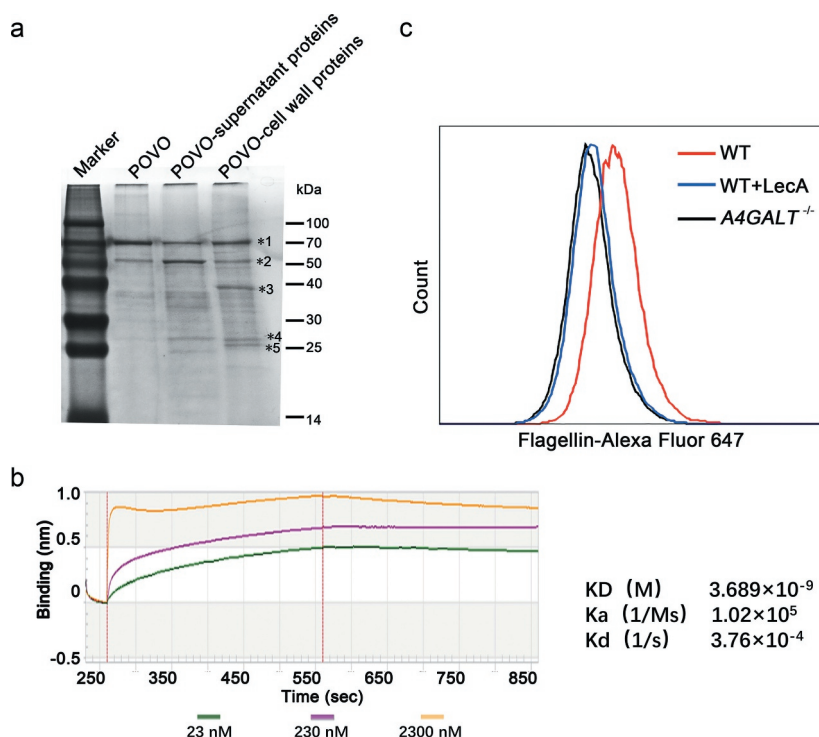 a
Marker
POVO
POVO-supernatant proteins
POVO-cell wall proteins
kDa
100
*1
70
*2
50
*3
40
30
*4
*5
25
14
c
WT
WT+LecA
A4GALT -/-
Count
Flagellin-Alexa Fluor 647
b
1.0
0.5
0
-0.5
Binding (nm)
250 350 450 550 650 750 850
Time (sec)
23 nM 230 nM 2300 nM
KD (M) 3.689×10⁻⁹
Ka (1/Ms) 1.02×10⁵
Kd (1/s) 3.76×10⁻⁴